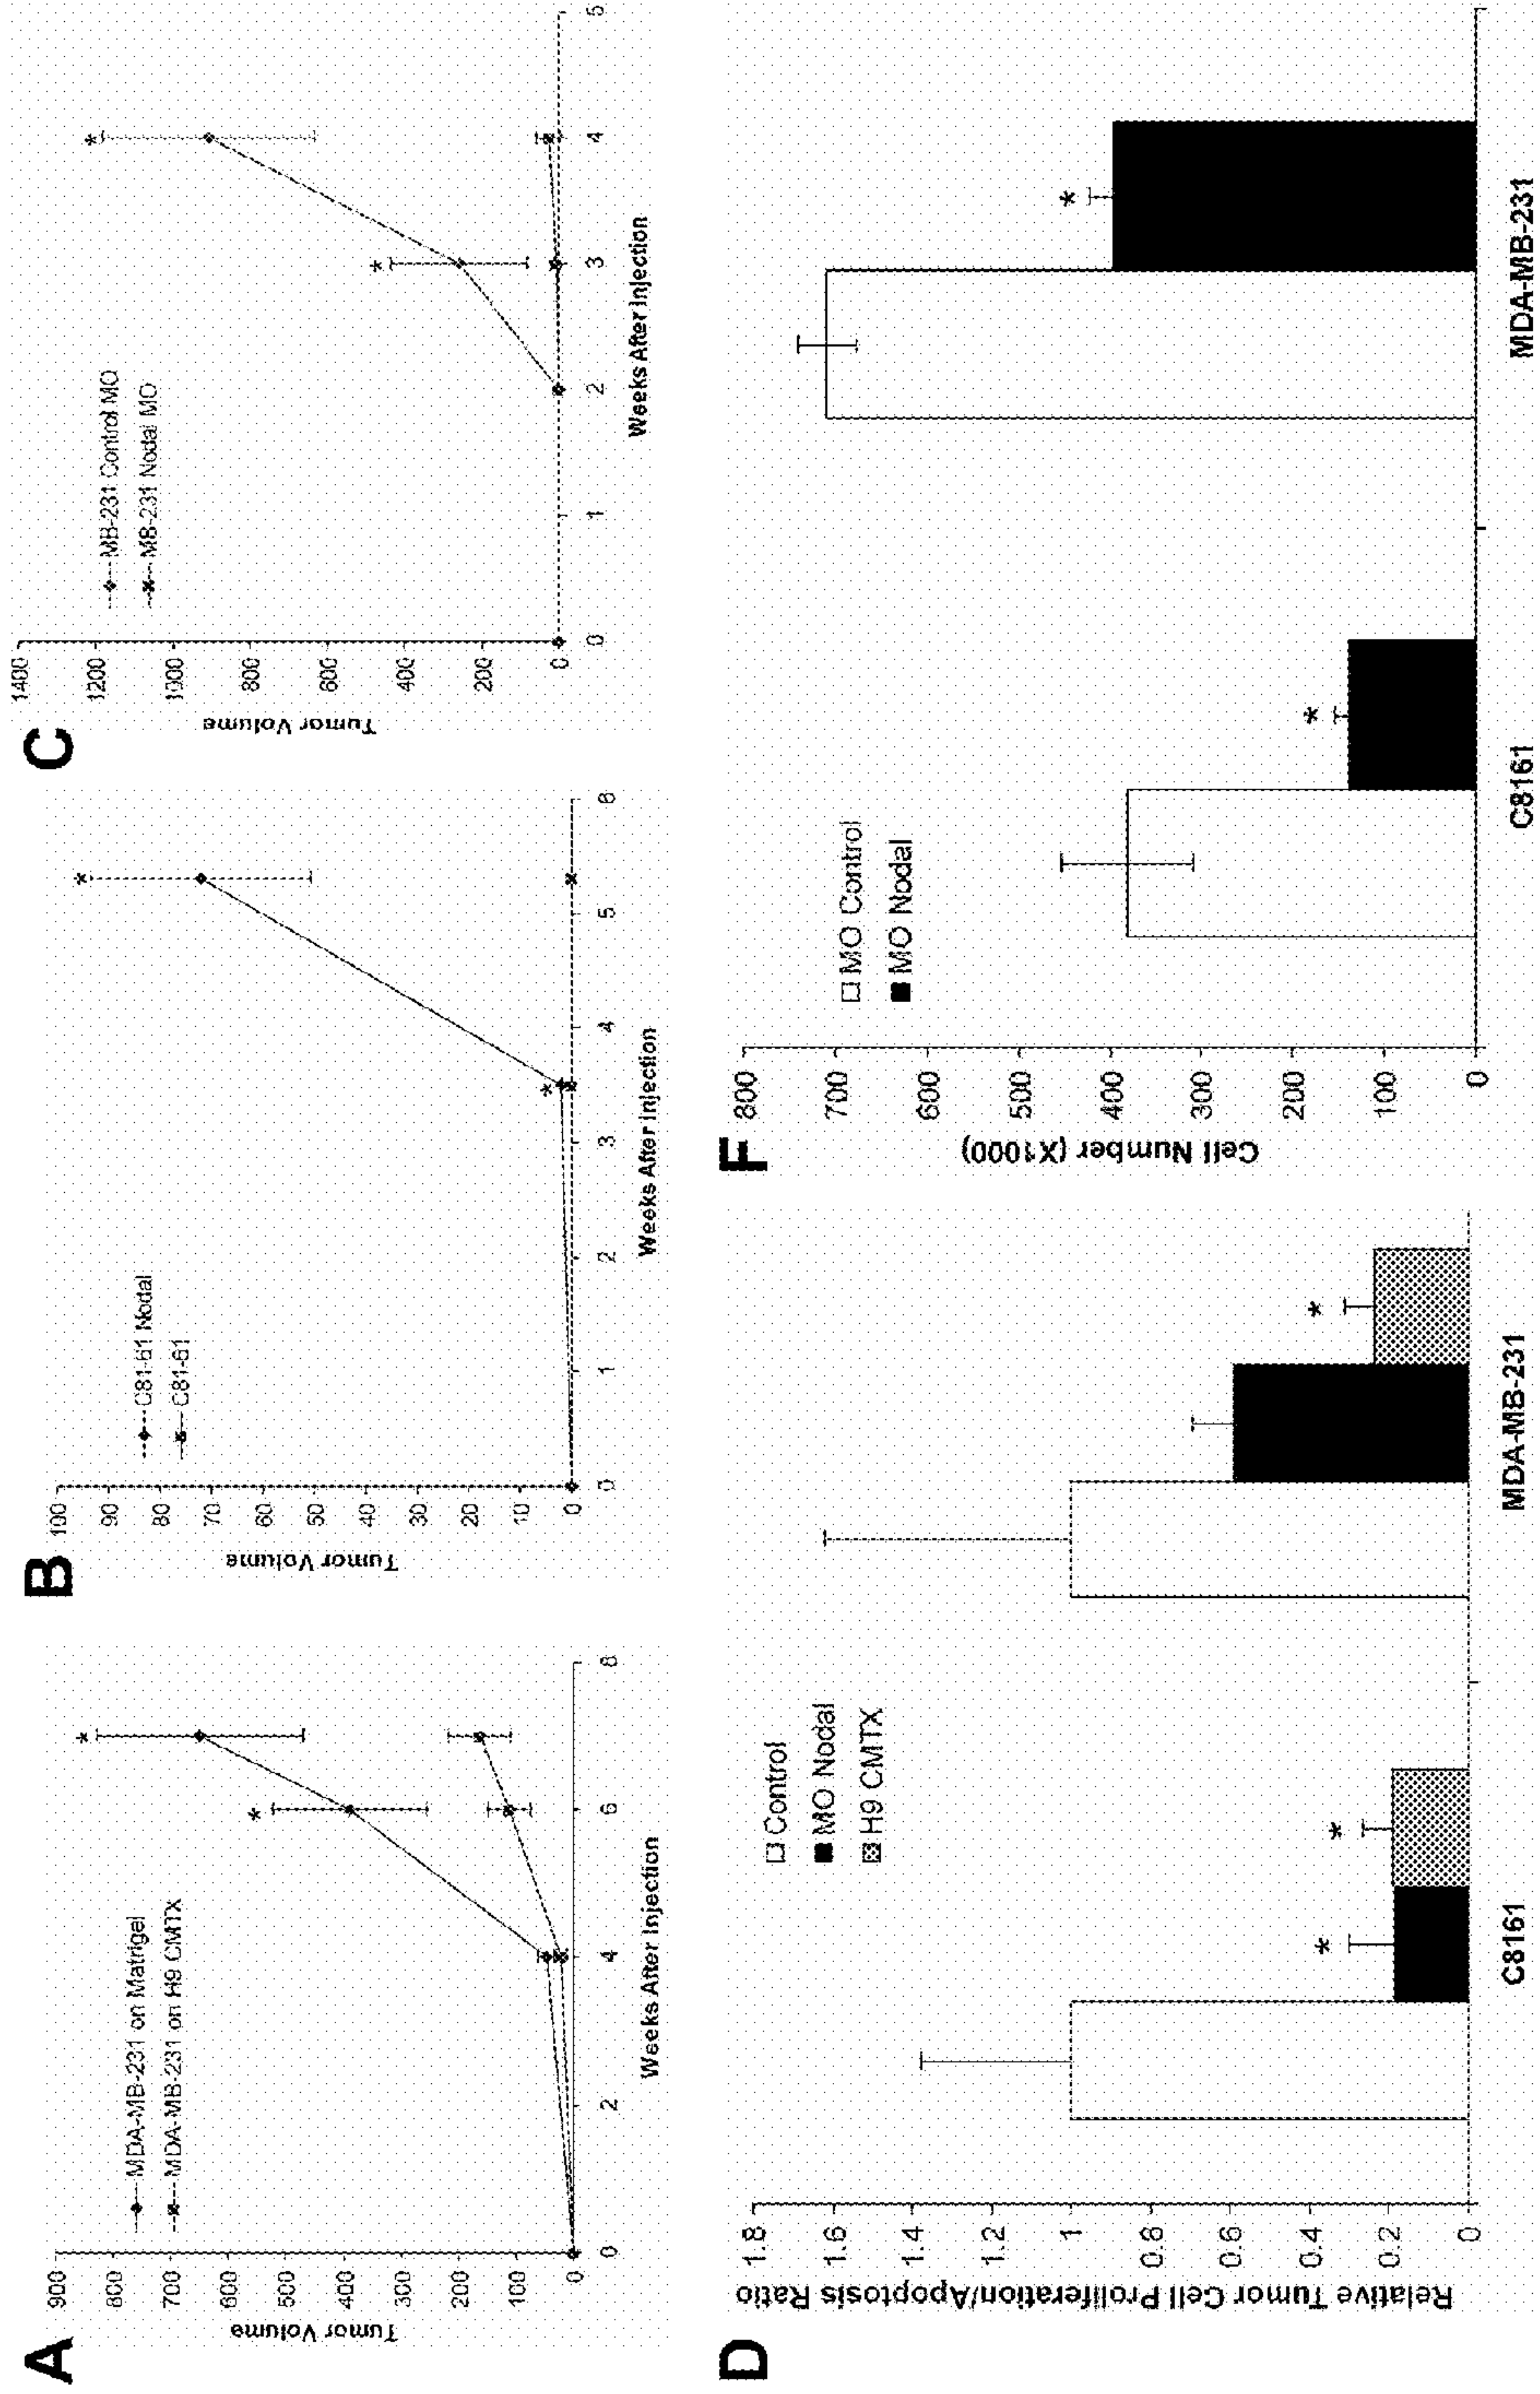 A
900
800
700
600
500
400
300
200
100
0
Tumor Volume
MDA-MB-231 on Matrigel
MDA-MB-231 on H9 CMTX
*
*
0 2 4 6 8
Weeks After Injection
B
100
90
80
70
60
50
40
30
20
10
0
Tumor Volume
C81-61 Nodal
C81-61
*
*
0 1 2 3 4 5 6
Weeks After Injection
C
1400
1200
1000
800
600
400
200
0
Tumor Volume
MB-231 Control MO
MB-231 Nodal MO
*
*
0 1 2 3 4 5
Weeks After Injection
D
1.8
1.6
1.4
1.2
1
0.8
0.6
0.4
0.2
0
Relative Tumor Cell Proliferation/Apoptosis Ratio
Control
MO Nodal
H9 CMTX
* *
*
C8161 MDA-MB-231
F
800
700
600
500
400
300
200
100
0
Cell Number (X1000)
MO Control
MO Nodal
*
*
C8161 MDA-MB-231